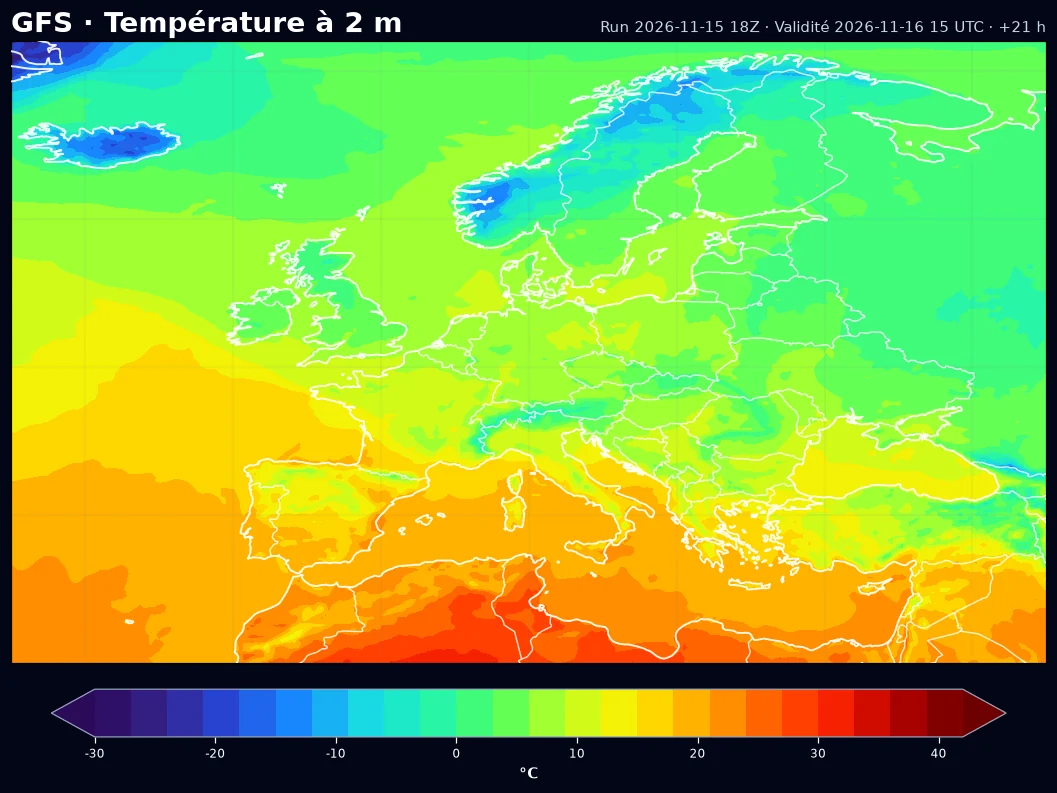 GFS · Température à 2 m
Run 2026-11-15 18Z · Validité 2026-11-16 15 UTC · +21 h
-30 -20 -10 0 10 20 30 40
°C